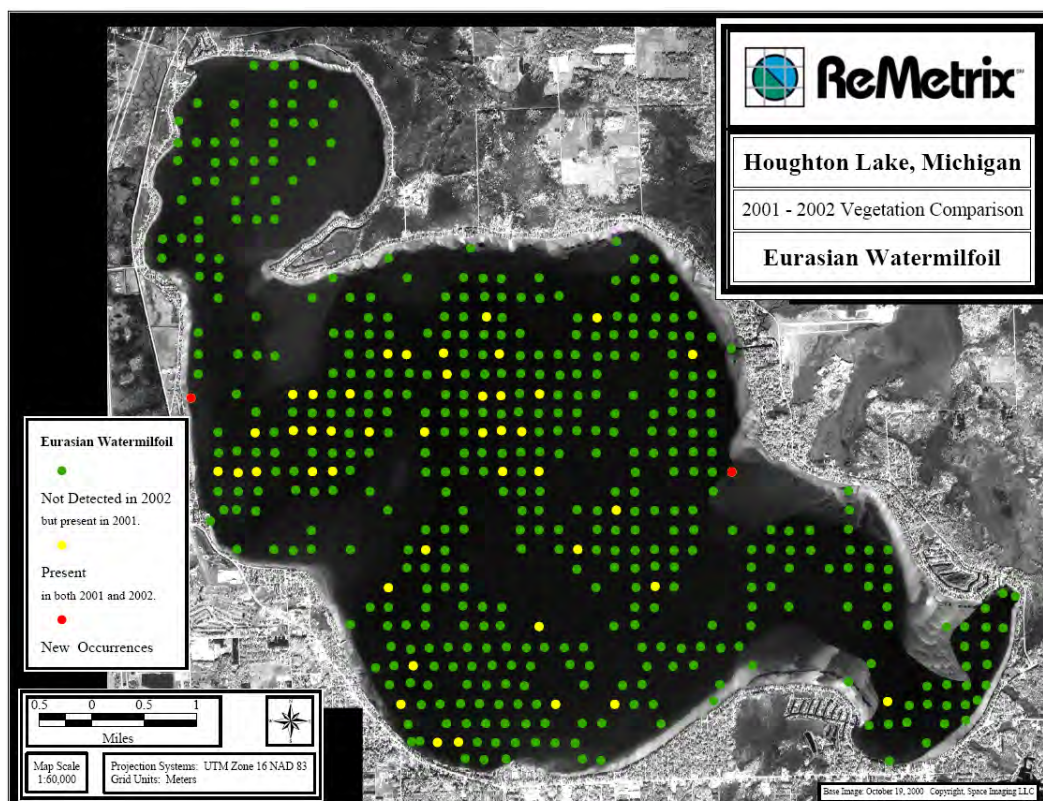 ReMetrix SM
Houghton Lake, Michigan
2001 - 2002 Vegetation Comparison
Eurasian Watermilfoil
Eurasian Watermilfoil
Not Detected in 2002
but present in 2001.
Present
in both 2001 and 2002.
New Occurrences
0.5 0 0.5 1
Miles
Map Scale
1:60,000
Projection Systems: UTM Zone 16 NAD 83
Grid Units: Meters
Base Image: October 19, 2000 Copyright, Space Imaging LLC